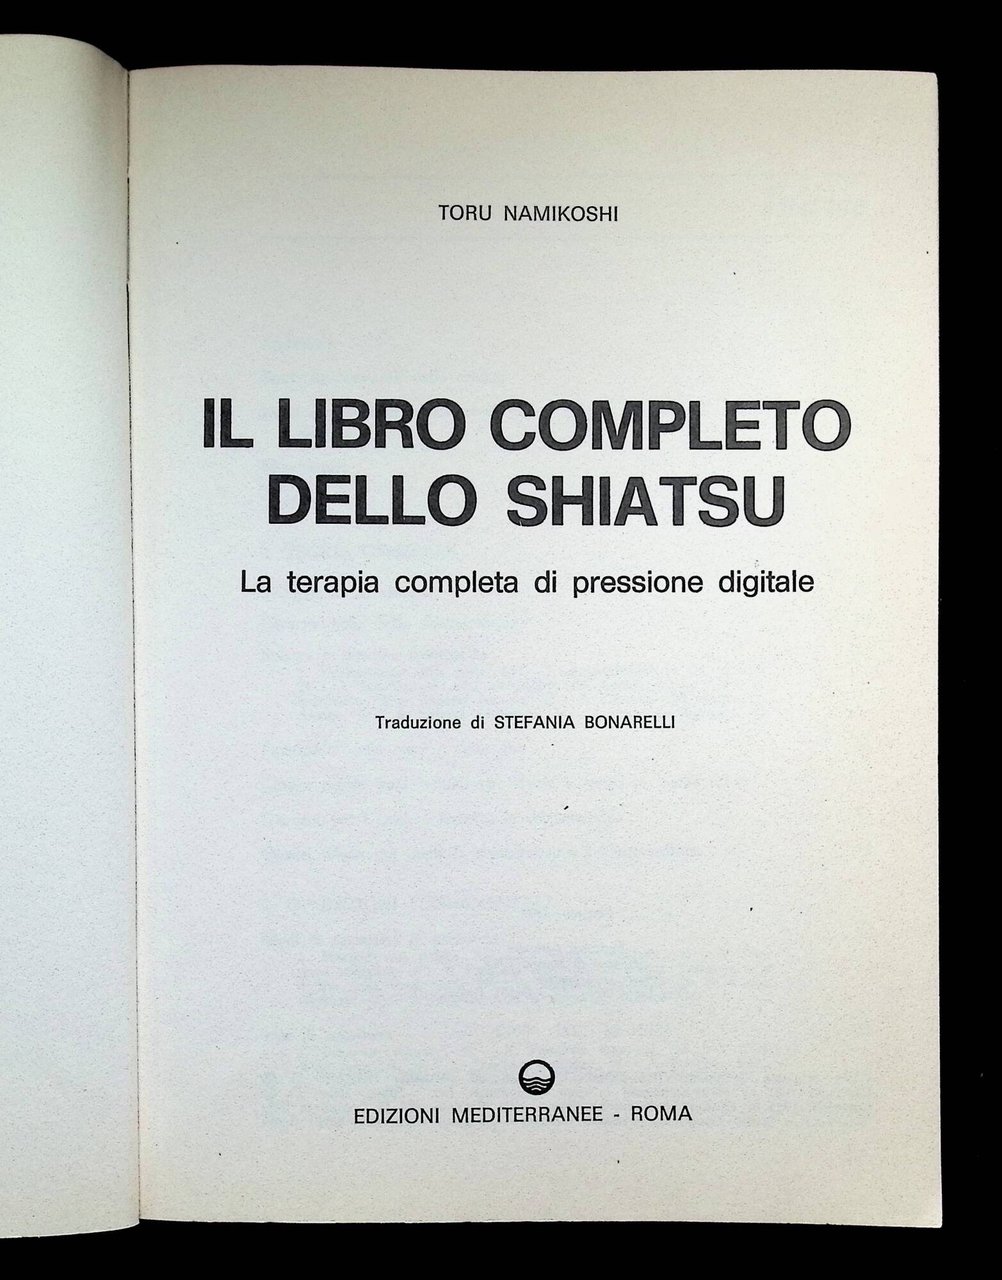 TORU NAMIKOSHI
IL LIBRO COMPLETO
DELLO SHIATSU
La terapia completa di pressione digitale
Traduzione di STEFANIA BONARELLI
EDIZIONI MEDITERRANEE - ROMA